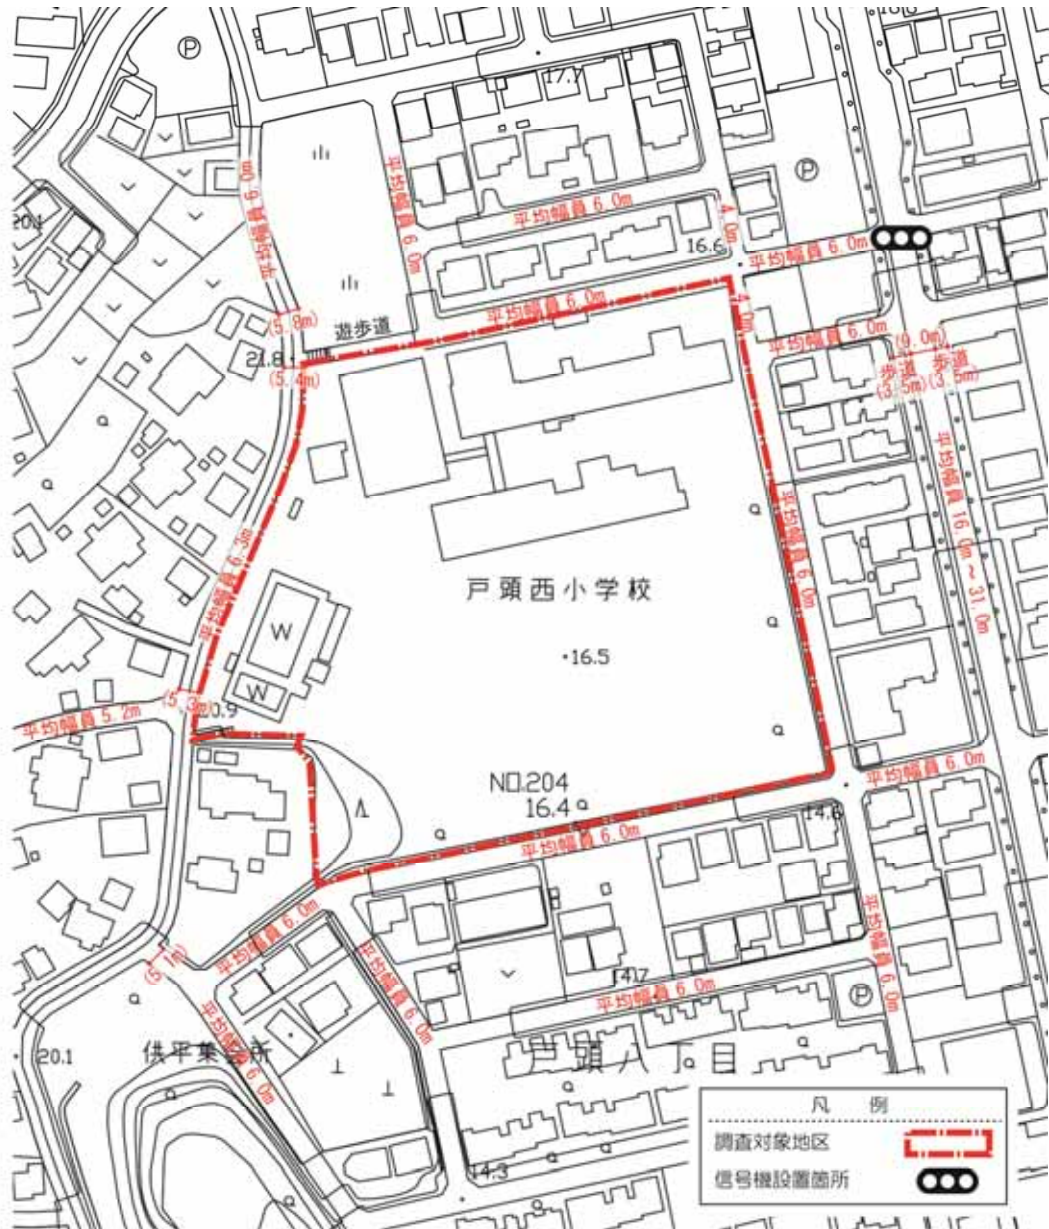 16.6
P
17.7
平均幅員 6.0m
平均幅員 6.0m
P
20.1
平均幅員 6.0m
4.0m
16.6
平均幅員 6.0m
(5.8m)
平均幅員 6.0m
4.0m
遊歩道
21.8
(5.4m)
平均幅員 6.0m
(9.0m)
歩道 歩道
(3.5m)(3.5m)
平均幅員 16.0m～31.0m
平均幅員 6.0m
平均幅員 6.3m
戸頭西小学校
W
16.5
W
(5.3m)
20.9
平均幅員 5.2m
平均幅員 6.0m
NO.204
16.4
14.6
平均幅員 6.0m
平均幅員 6.0m
平均幅員 6.0m
平均幅員 6.0m
(5.1m)
14.7
平均幅員 6.0m
P
平均幅員 6.0m
20.1
供平集会所
戸頭八丁目
凡 例
調査対象地区
信号機設置箇所
14.3